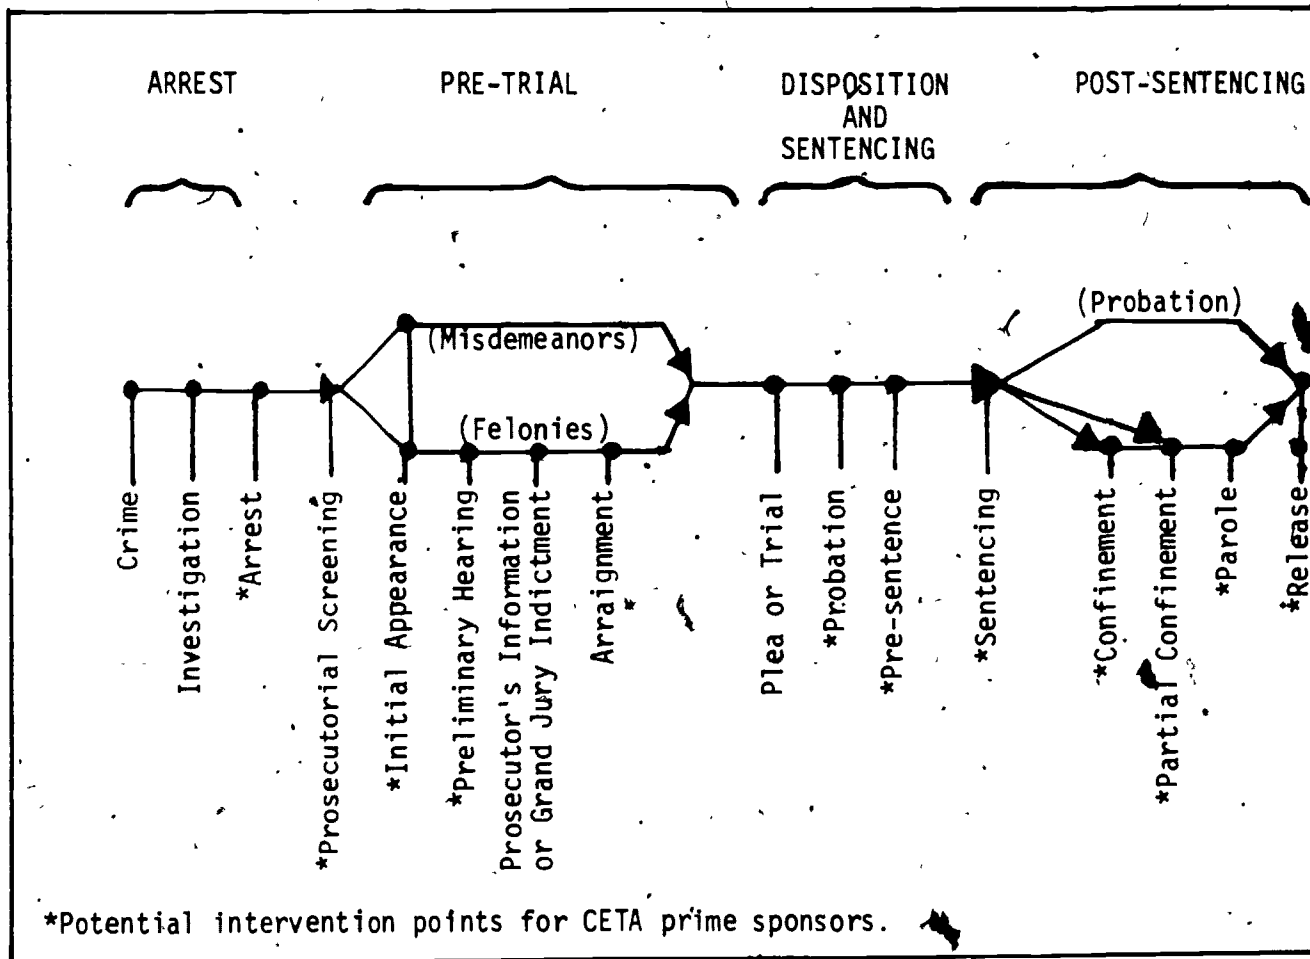 ARREST
PRE-TRIAL
DISPOSITION
AND
SENTENCING
POST-SENTENCING
(Misdemeanors)
(Felonies)
(Probation)
Crime
Investigation
*Arrest
*Prosecutorial Screening
*Initial Appearance
*Preliminary Hearing
Prosecutor's Information
or Grand Jury Indictment
Arraignment
Plea or Trial
*Probation
*Pre-sentence
*Sentencing
*Confinement
*Partial Confinement
*Parole
*Release
*Potential intervention points for CETA prime sponsors.